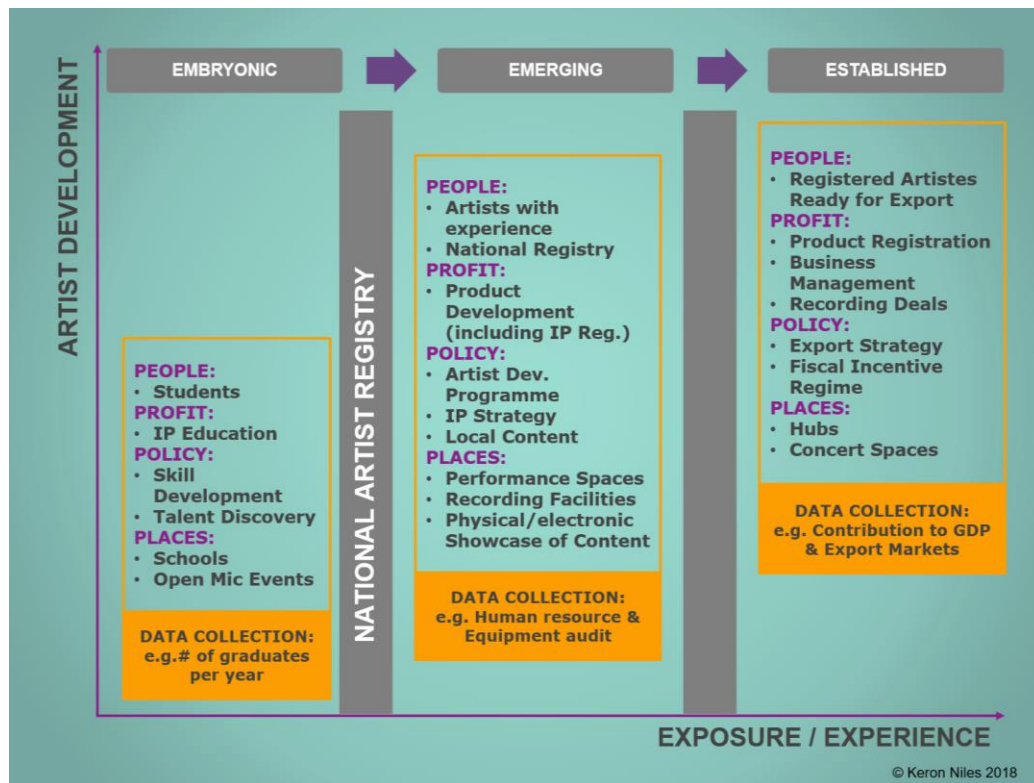 EMBRYONIC
EMERGING
ESTABLISHED
ARTIST DEVELOPMENT
PEOPLE:
• Students
PROFIT:
• IP Education
POLICY:
• Skill
Development
• Talent Discovery
PLACES:
• Schools
• Open Mic Events
DATA COLLECTION:
e.g.# of graduates
per year
NATIONAL ARTIST REGISTRY
PEOPLE:
• Artists with
experience
• National Registry
PROFIT:
• Product
Development
(including IP Reg.)
POLICY:
• Artist Dev.
Programme
• IP Strategy
• Local Content
PLACES:
• Performance Spaces
• Recording Facilities
• Physical/electronic
Showcase of Content
DATA COLLECTION:
e.g. Human resource &
Equipment audit
PEOPLE:
• Registered Artistes
Ready for Export
PROFIT:
• Product Registration
• Business
Management
• Recording Deals
POLICY:
• Export Strategy
• Fiscal Incentive
Regime
PLACES:
• Hubs
• Concert Spaces
DATA COLLECTION:
e.g. Contribution to GDP
& Export Markets
EXPOSURE / EXPERIENCE
© Keron Niles 2018